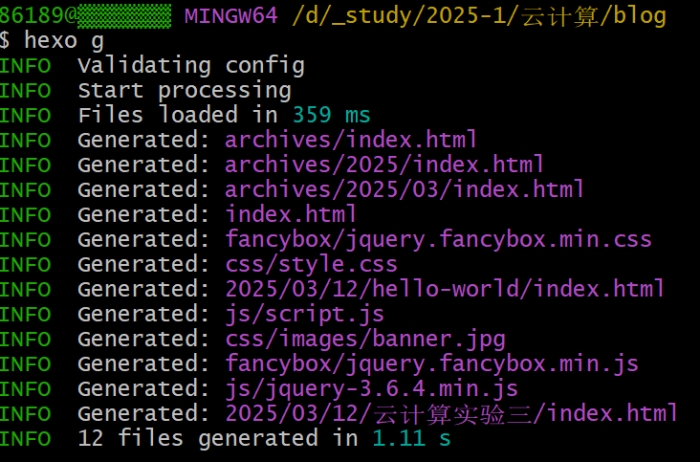 86189@ MINGW64 /d/_study/2025-1/云计算/blog
$ hexo g
INFO  Validating config
INFO  Start processing
INFO  Files loaded in 359 ms
INFO  Generated: archives/index.html
INFO  Generated: archives/2025/index.html
INFO  Generated: archives/2025/03/index.html
INFO  Generated: index.html
INFO  Generated: fancybox/jquery.fancybox.min.css
INFO  Generated: css/style.css
INFO  Generated: 2025/03/12/hello-world/index.html
INFO  Generated: js/script.js
INFO  Generated: css/images/banner.jpg
INFO  Generated: fancybox/jquery.fancybox.min.js
INFO  Generated: js/jquery-3.6.4.min.js
INFO  Generated: 2025/03/12/云计算实验三/index.html
INFO  12 files generated in 1.11 s